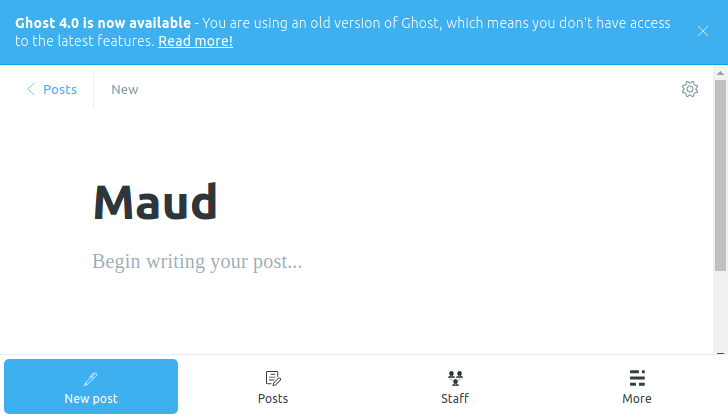 Ghost 4.0 is now available - You are using an old version of Ghost, which means you don't have access
to the latest features. Read more!
Posts
New
Maud
Begin writing your post...
New post
Posts
Staff
More